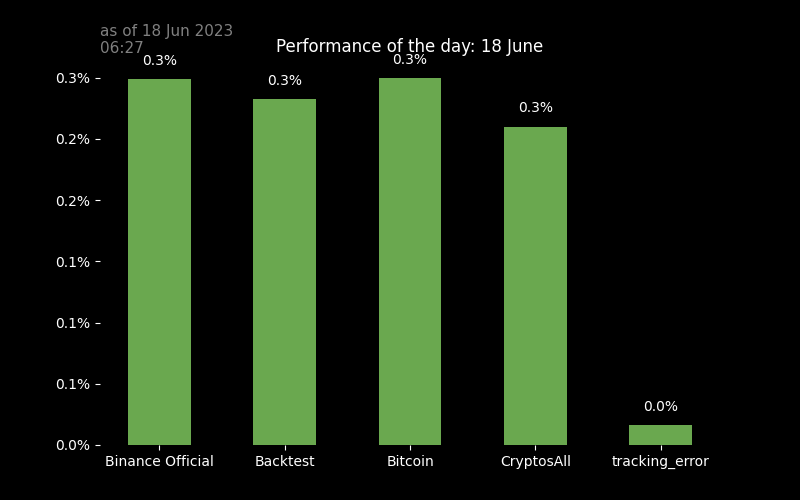 as of 18 Jun 2023
06:27
Performance of the day: 18 June
0.3%
0.3%
0.3%
0.3%
0.0%
0.3%
0.2%
0.2%
0.1%
0.1%
0.1%
0.0%
Binance Official
Backtest
Bitcoin
CryptosAll
tracking_error